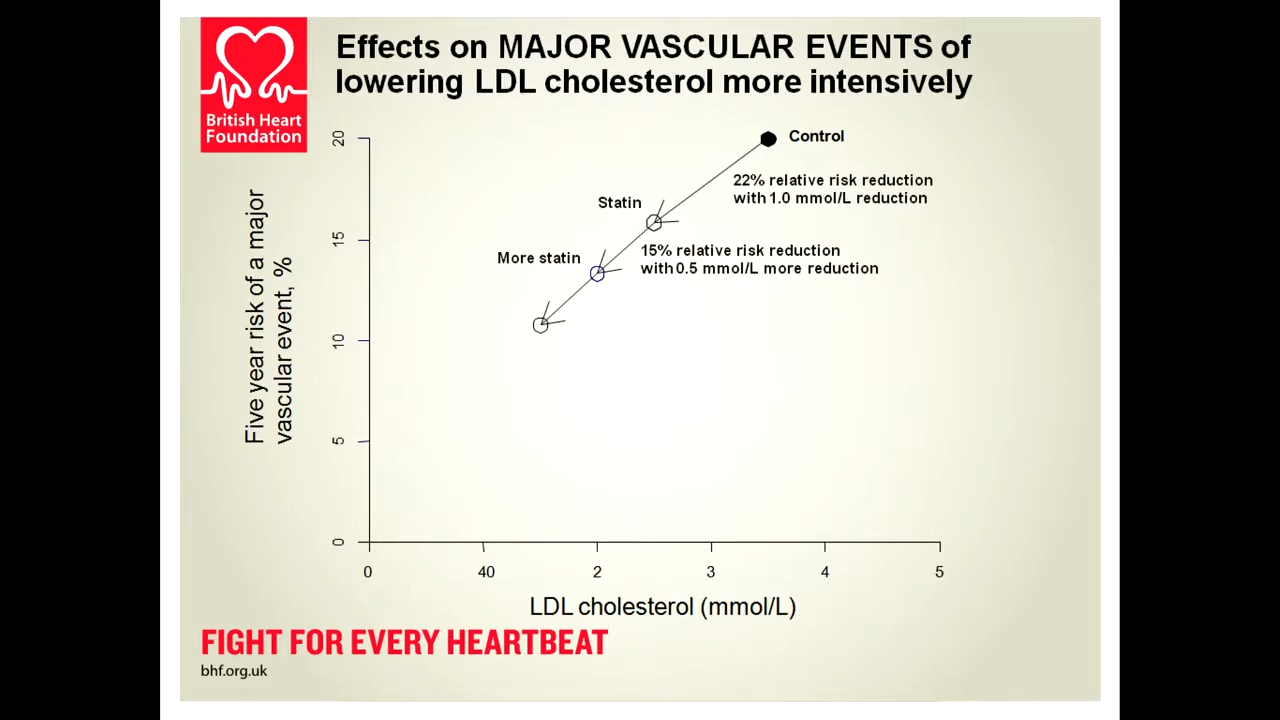 Effects on MAJOR VASCULAR EVENTS of
lowering LDL cholesterol more intensively
British Heart
Foundation
20
Control
22% relative risk reduction
with 1.0 mmol/L reduction
Statin
15
15% relative risk reduction
with 0.5 mmol/L more reduction
More statin
Five year risk of a major
vascular event, %
10
5
0
0
40
2
3
4
5
LDL cholesterol (mmol/L)
FIGHT FOR EVERY HEARTBEAT
bhf.org.uk